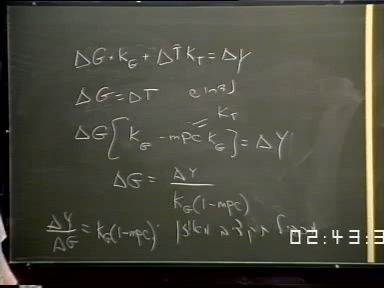 ΔG·K_G + ΔT̄ K_T = ΔY
ΔG = ΔT
= K_T
ΔG[K_G - mpc K_G] = ΔY
ΔG = ΔY / K_G(1-mpc)
ΔY/ΔG = K_G(1-mpc)
02:43:3